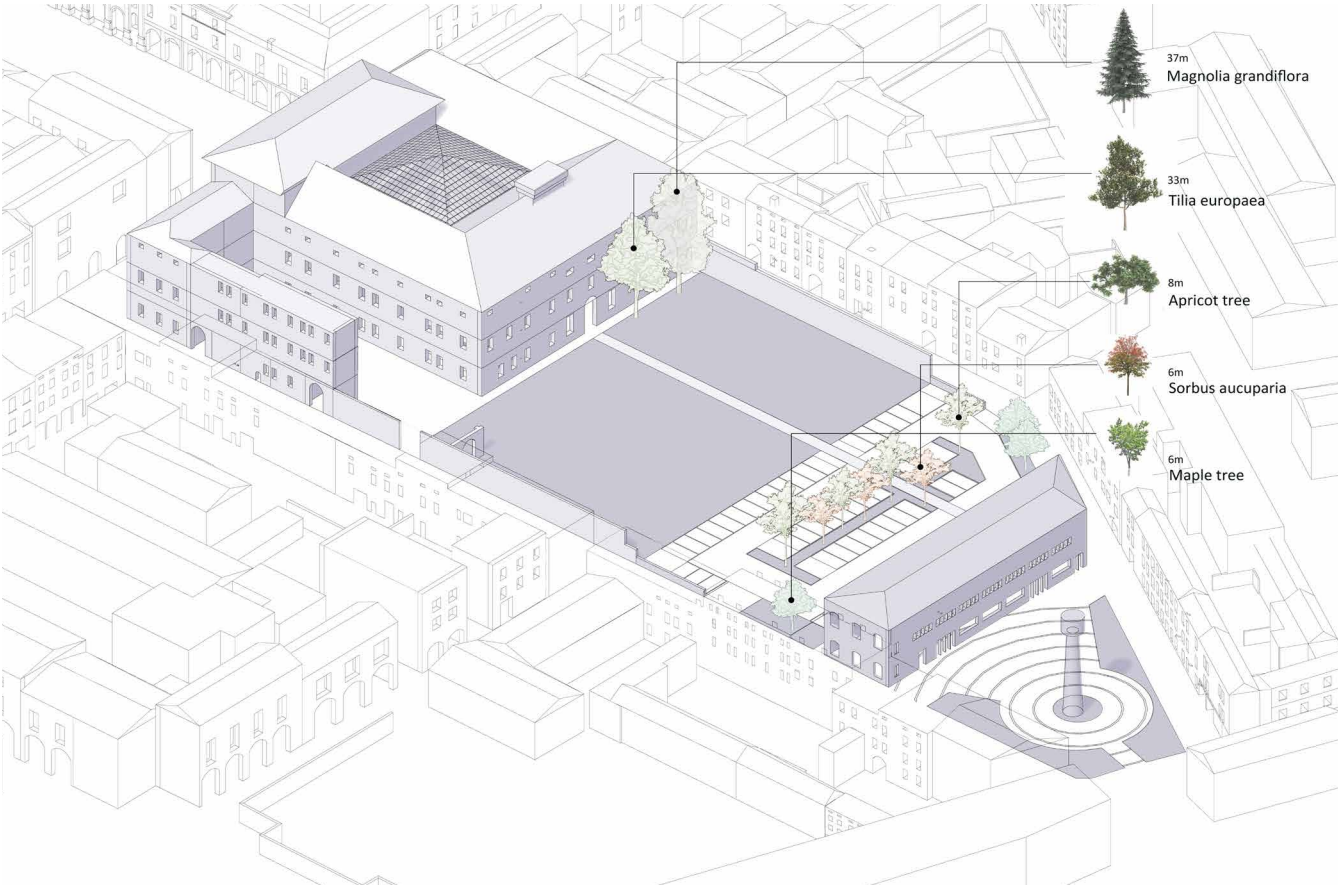 37m
Magnolia grandiflora
33m
Tilia europaea
8m
Apricot tree
6m
Sorbus aucuparia
6m
Maple tree